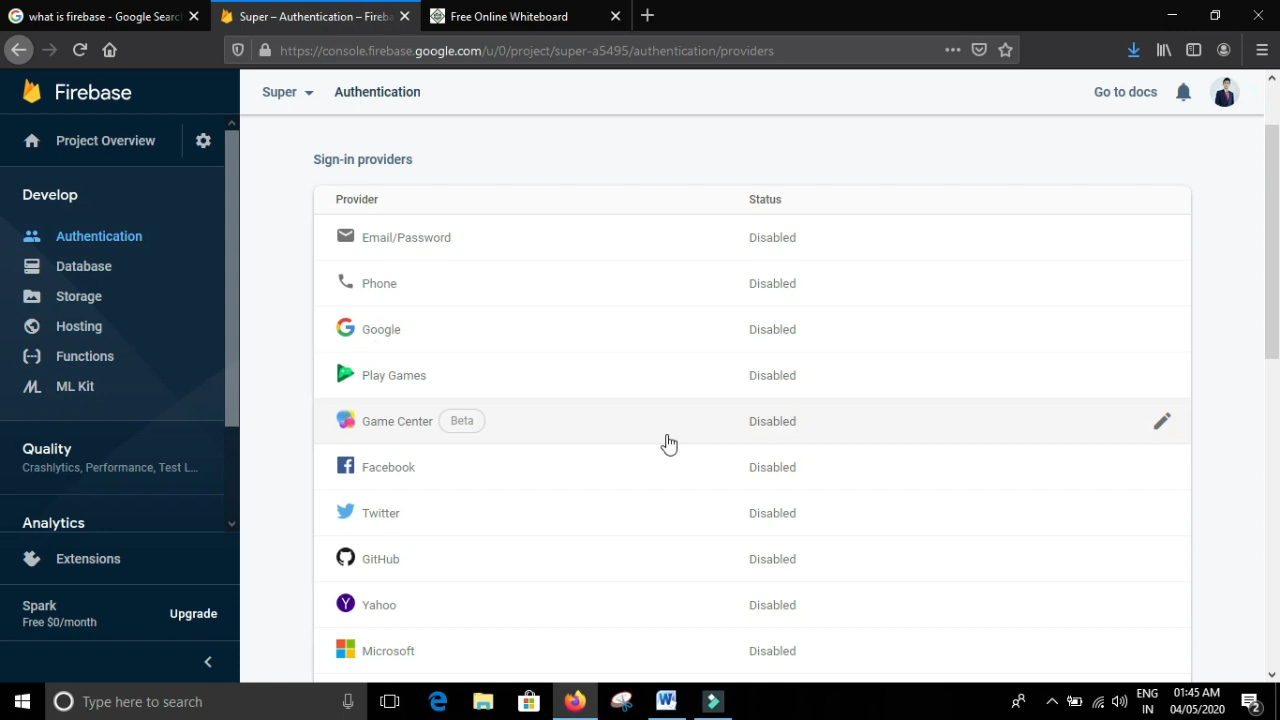 what is firebase - Google Searc
Super – Authentication – Fireba
Free Online Whiteboard
https://console.firebase.google.com/u/0/project/super-a5495/authentication/providers
Firebase
Super
Authentication
Go to docs
Project Overview
Develop
Authentication
Database
Storage
Hosting
Functions
ML Kit
Quality
Crashlytics, Performance, Test L...
Analytics
Extensions
Spark
Free $0/month
Upgrade
Sign-in providers
Provider Status
Email/Password Disabled
Phone Disabled
Google Disabled
Play Games Disabled
Game Center Beta Disabled
Facebook Disabled
Twitter Disabled
GitHub Disabled
Yahoo Disabled
Microsoft Disabled
Type here to search
ENG
IN
01:45 AM
04/05/2020
2